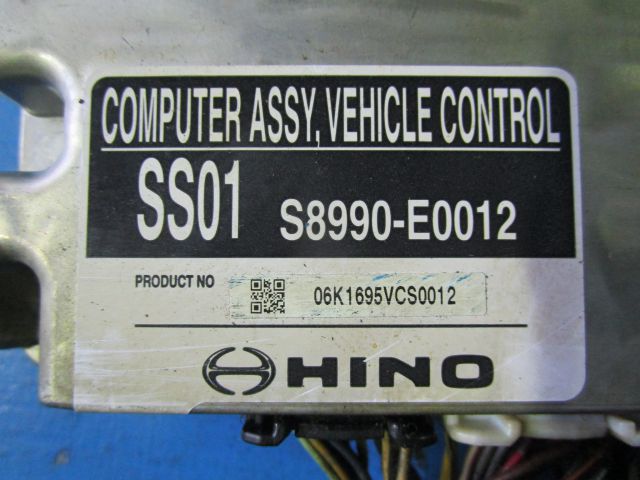 COMPUTER ASSY, VEHICLE CONTROL
SS01 S8990-E0012
PRODUCT NO 06K1695VCS0012
HINO